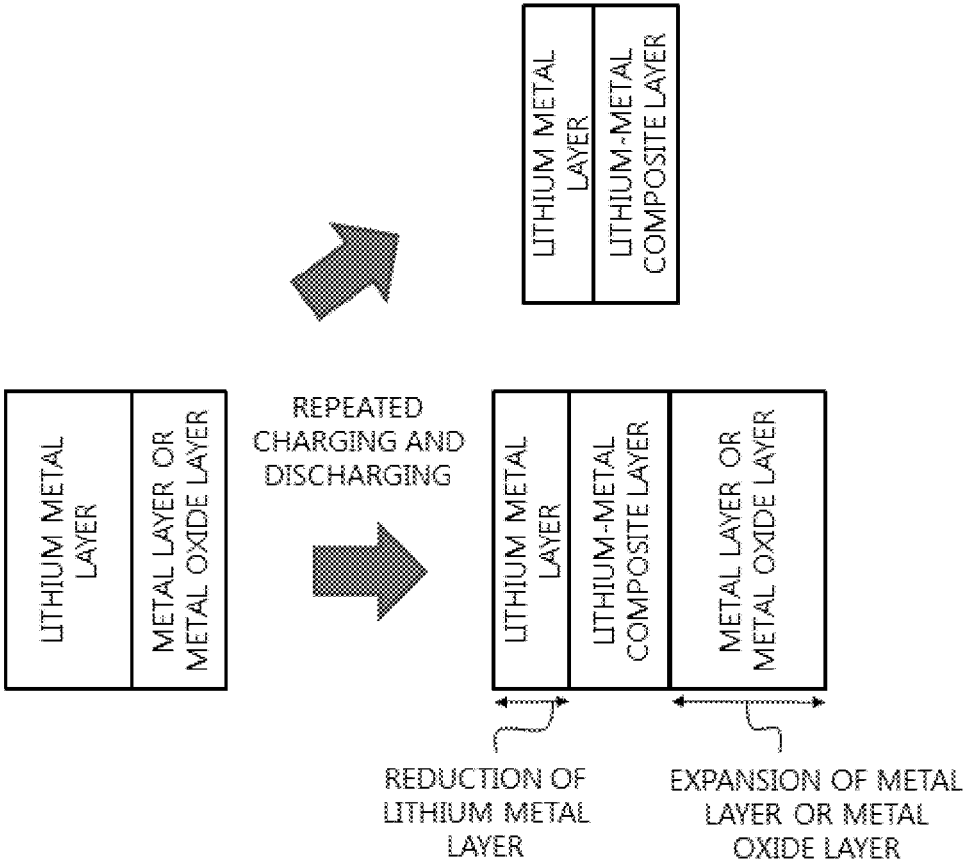 LITHIUM METAL
LAYER
LITHIUM-METAL
COMPOSITE LAYER
LITHIUM METAL
LAYER
METAL LAYER OR
METAL OXIDE LAYER
REPEATED
CHARGING AND
DISCHARGING
LITHIUM METAL
LAYER
LITHIUM-METAL
COMPOSITE LAYER
METAL LAYER OR
METAL OXIDE LAYER
REDUCTION OF
LITHIUM METAL
LAYER
EXPANSION OF METAL
LAYER OR METAL
OXIDE LAYER